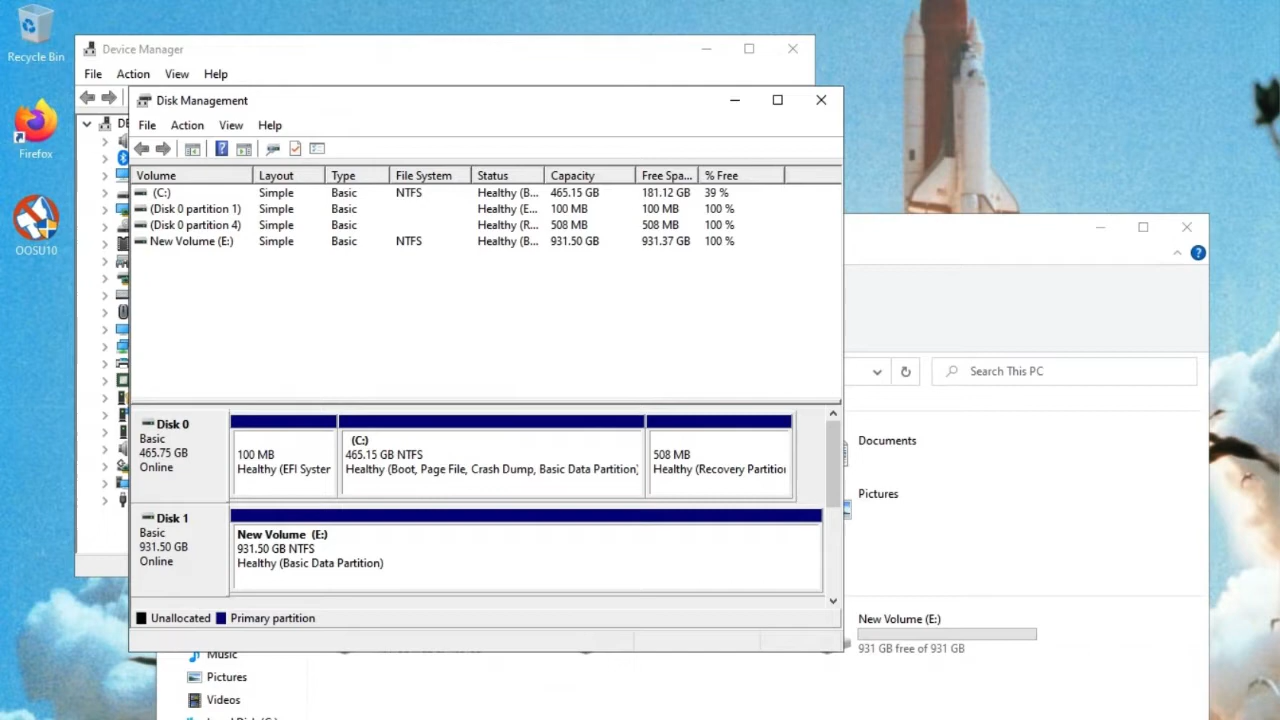 Recycle Bin
Firefox
OOSU10
Device Manager
File Action View Help
Disk Management
File Action View Help
Volume Layout Type File System Status Capacity Free Spa... % Free
(C:) Simple Basic NTFS Healthy (B... 465.15 GB 181.12 GB 39 %
(Disk 0 partition 1) Simple Basic Healthy (E... 100 MB 100 MB 100 %
(Disk 0 partition 4) Simple Basic Healthy (R... 508 MB 508 MB 100 %
New Volume (E:) Simple Basic NTFS Healthy (B... 931.50 GB 931.37 GB 100 %
Disk 0
Basic
465.75 GB
Online
100 MB
Healthy (EFI Syster
(C:)
465.15 GB NTFS
Healthy (Boot, Page File, Crash Dump, Basic Data Partition)
508 MB
Healthy (Recovery Partition
Disk 1
Basic
931.50 GB
Online
New Volume (E:)
931.50 GB NTFS
Healthy (Basic Data Partition)
Unallocated Primary partition
Search This PC
Documents
Pictures
New Volume (E:)
931 GB free of 931 GB
Music
Pictures
Videos